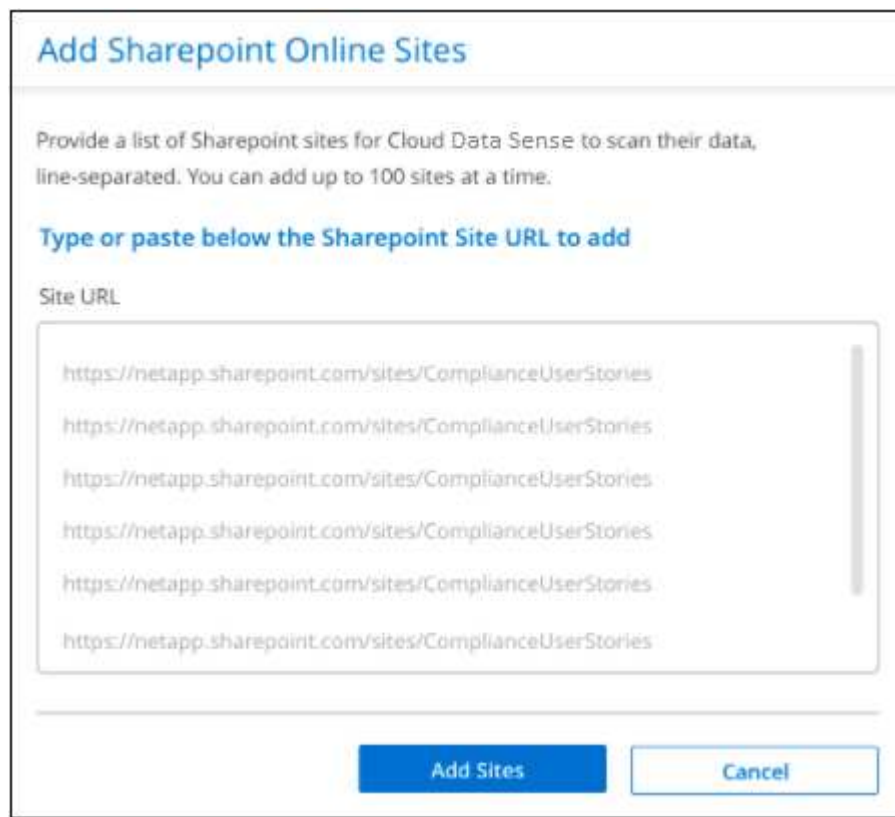 Add Sharepoint Online Sites
Provide a list of Sharepoint sites for Cloud Data Sense to scan their data,
line-separated. You can add up to 100 sites at a time.
Type or paste below the Sharepoint Site URL to add
Site URL
https://netapp.sharepoint.com/sites/ComplianceUserStories
https://netapp.sharepoint.com/sites/ComplianceUserStories
https://netapp.sharepoint.com/sites/ComplianceUserStories
https://netapp.sharepoint.com/sites/ComplianceUserStories
https://netapp.sharepoint.com/sites/ComplianceUserStories
https://netapp.sharepoint.com/sites/ComplianceUserStories
Add Sites
Cancel